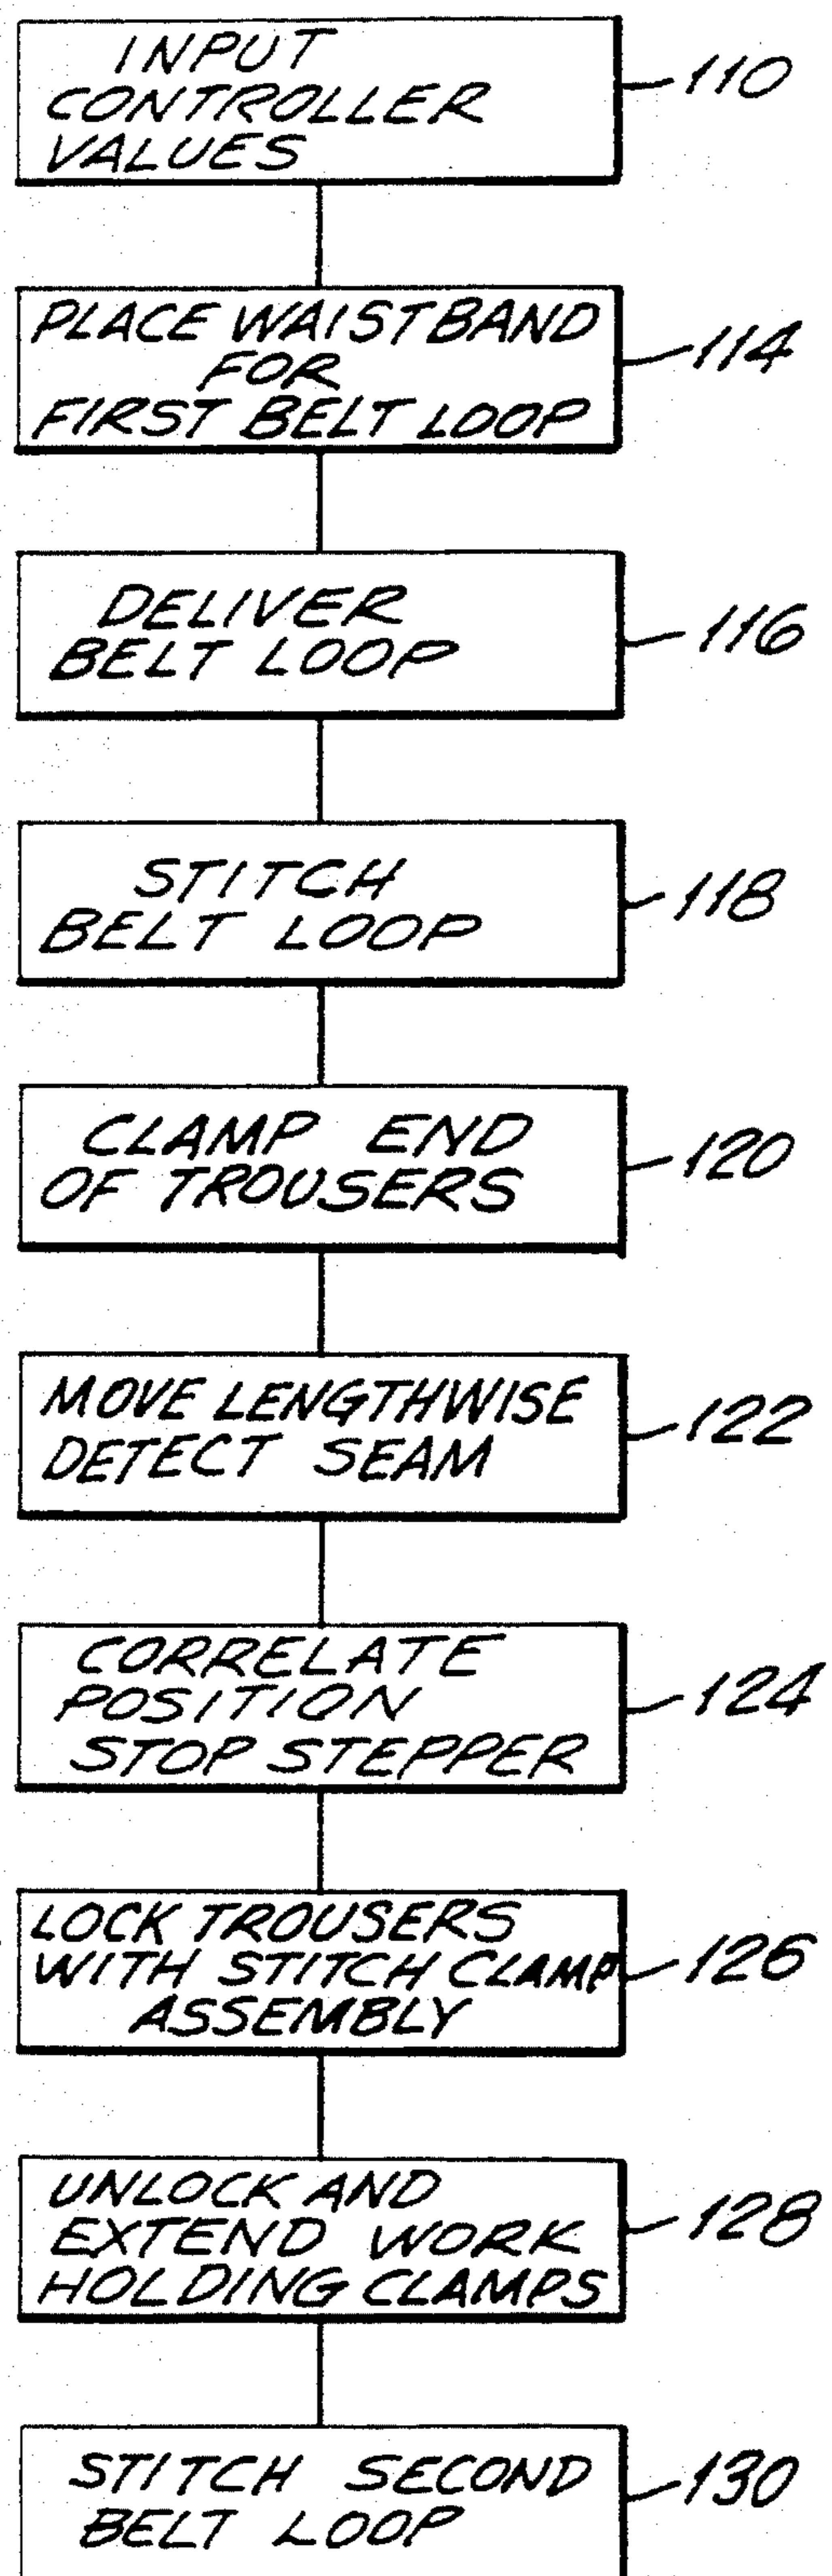 INPUT
CONTROLLER
VALUES
110
PLACE WAISTBAND
FOR
FIRST BELT LOOP
114
DELIVER
BELT LOOP
116
STITCH
BELT LOOP
118
CLAMP END
OF TROUSERS
120
MOVE LENGTHWISE
DETECT SEAM
122
CORRELATE
POSITION
STOP STEPPER
124
LOCK TROUSERS
WITH STITCH CLAMP
ASSEMBLY
126
UNLOCK AND
EXTEND WORK
HOLDING CLAMPS
128
STITCH SECOND
BELT LOOP
130